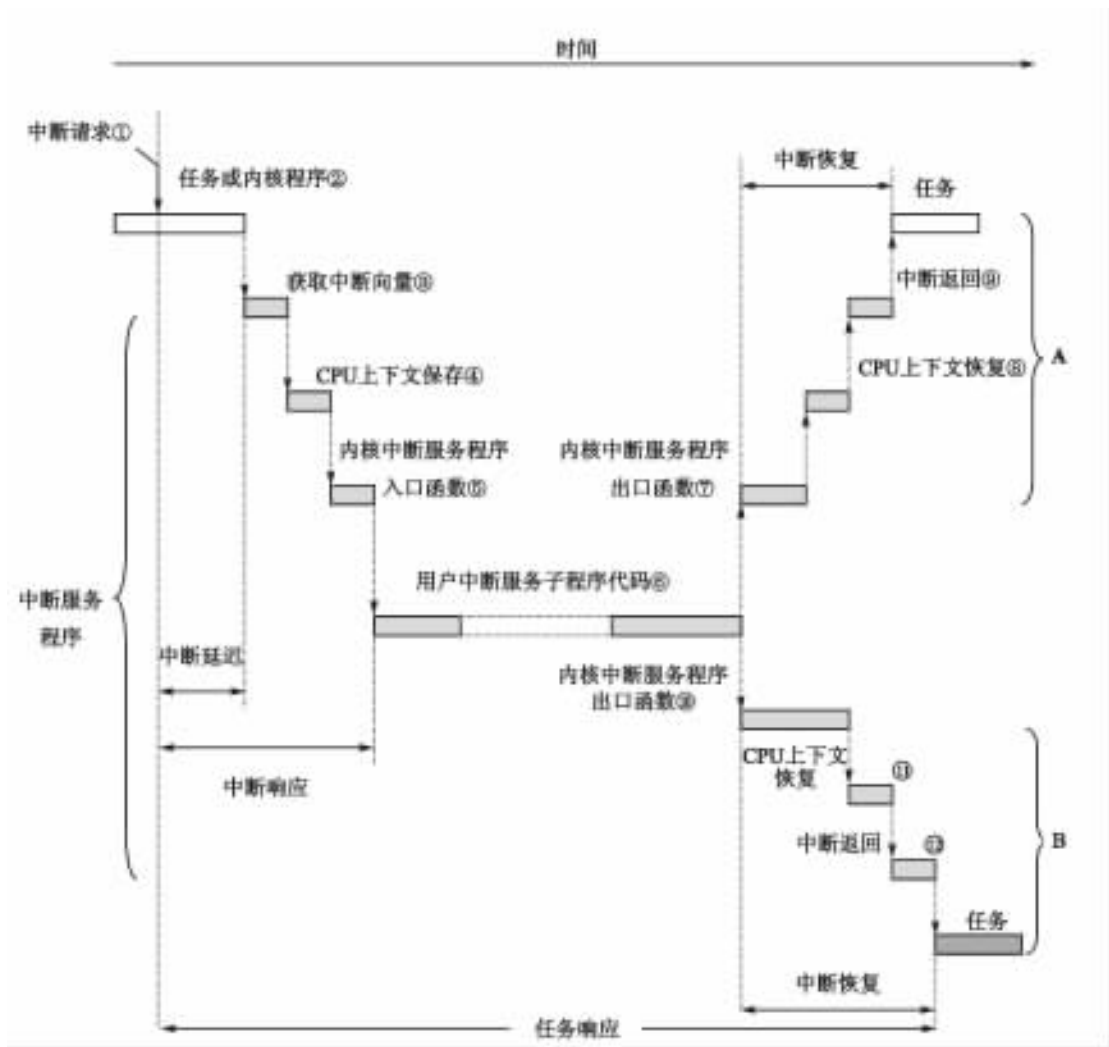 时间
中断请求①
任务或内核程序②
中断恢复
任务
获取中断向量③
中断返回⑨
A
CPU上下文保存④
CPU上下文恢复⑧
内核中断服务程序
入口函数⑤
内核中断服务程序
出口函数⑦
用户中断服务子程序代码⑥
中断服务
程序
中断延迟
内核中断服务程序
出口函数⑩
中断响应
CPU上下文
恢复
⑪
中断返回
⑫
B
任务
中断恢复
任务响应